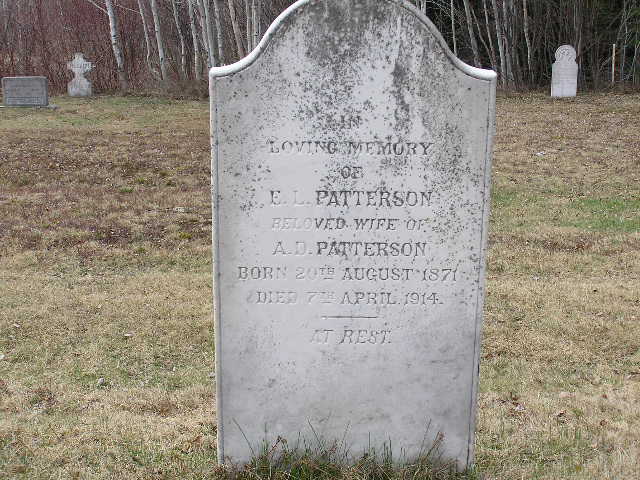 IN
LOVING MEMORY
OF
E. L. PATTERSON
BELOVED WIFE OF
A. D. PATTERSON
BORN 20TH AUGUST 1871
DIED 7TH APRIL 1914.
AT REST.